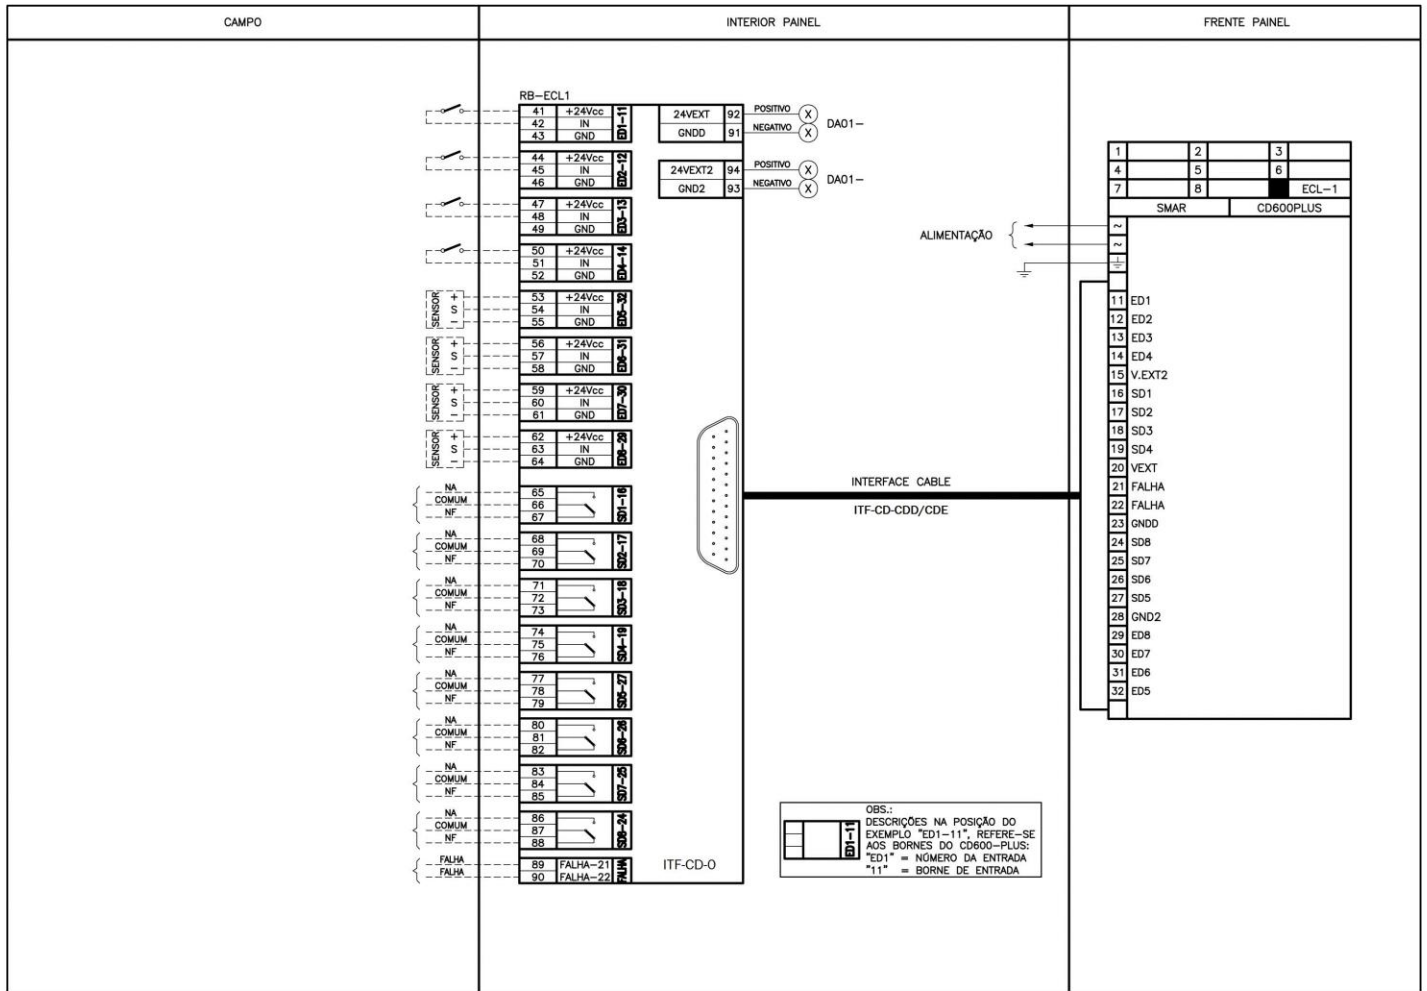 CAMPO
INTERIOR PAINEL
FRENTE PAINEL
RB-ECL1
41 +24Vcc
42 IN
43 GND
ED1-11
44 +24Vcc
45 IN
46 GND
ED2-12
47 +24Vcc
48 IN
49 GND
ED3-13
50 +24Vcc
51 IN
52 GND
ED4-14
SENSOR
+ 53 +24Vcc
S 54 IN
- 55 GND
ED5-32
SENSOR
+ 56 +24Vcc
S 57 IN
- 58 GND
ED6-31
SENSOR
+ 59 +24Vcc
S 60 IN
- 61 GND
ED7-30
SENSOR
+ 62 +24Vcc
S 63 IN
- 64 GND
ED8-29
NA 65
COMUM 66
NF 67
SD1-16
NA 68
COMUM 69
NF 70
SD2-17
NA 71
COMUM 72
NF 73
SD3-18
NA 74
COMUM 75
NF 76
SD4-19
NA 77
COMUM 78
NF 79
SD5-27
NA 80
COMUM 81
NF 82
SD6-26
NA 83
COMUM 84
NF 85
SD7-25
NA 86
COMUM 87
NF 88
SD8-24
FALHA 89 FALHA-21
FALHA 90 FALHA-22
FALHA
24VEXT 92 POSITIVO X
GNDD 91 NEGATIVO X
DA01-
24VEXT2 94 POSITIVO X
GND2 93 NEGATIVO X
DA01-
ITF-CD-O
INTERFACE CABLE
ITF-CD-CDD/CDE
OBS.:
DESCRIÇÕES NA POSIÇÃO DO
EXEMPLO "ED1-11", REFERE-SE
AOS BORNES DO CD600-PLUS:
"ED1" = NÚMERO DA ENTRADA
"11" = BORNE DE ENTRADA
ED1-11
ALIMENTAÇÃO
1 2 3
4 5 6
7 8 ECL-1
SMAR CD600PLUS
~
~
11 ED1
12 ED2
13 ED3
14 ED4
15 V.EXT2
16 SD1
17 SD2
18 SD3
19 SD4
20 VEXT
21 FALHA
22 FALHA
23 GNDD
24 SD8
25 SD7
26 SD6
27 SD5
28 GND2
29 ED8
30 ED7
31 ED6
32 ED5